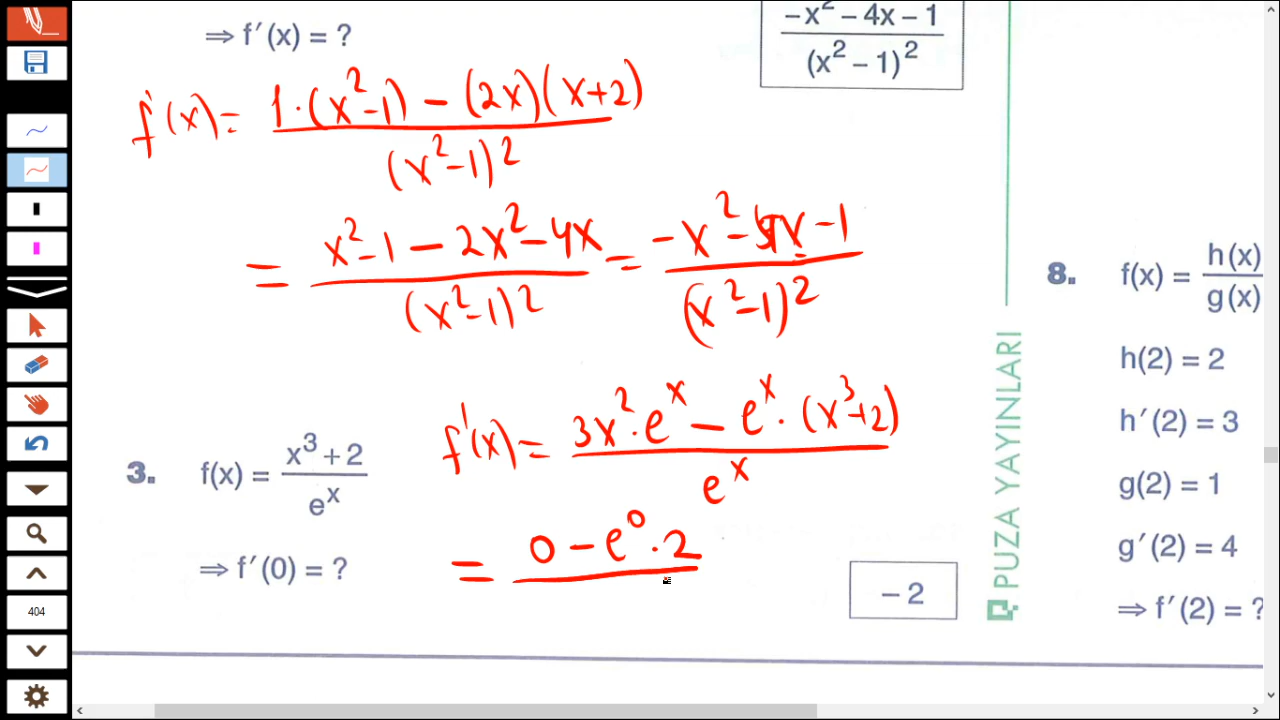 ⇒ f′(x) = ?
-x² - 4x - 1
(x² - 1)²
f′(x) = 1·(x²-1) - (2x)(x+2)
(x²-1)²
= x²-1 - 2x²-4x = -x²-4x-1
(x²-1)² (x²-1)²
3. f(x) = x³ + 2
eˣ
⇒ f′(0) = ?
f′(x) = 3x²·eˣ - eˣ·(x³+2)
eˣ
= 0 - e⁰·2
-2
PUZA YAYINLARI
8. f(x) = h(x)
g(x)
h(2) = 2
h′(2) = 3
g(2) = 1
g′(2) = 4
⇒ f′(2) = ?
404